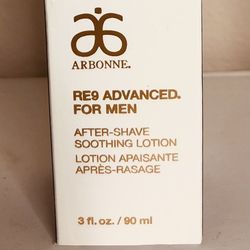 ARBONNE.
RE9 ADVANCED.
FOR MEN
AFTER-SHAVE
SOOTHING LOTION
LOTION APAISANTE
APRÈS-RASAGE
3 fl. oz. / 90 ml